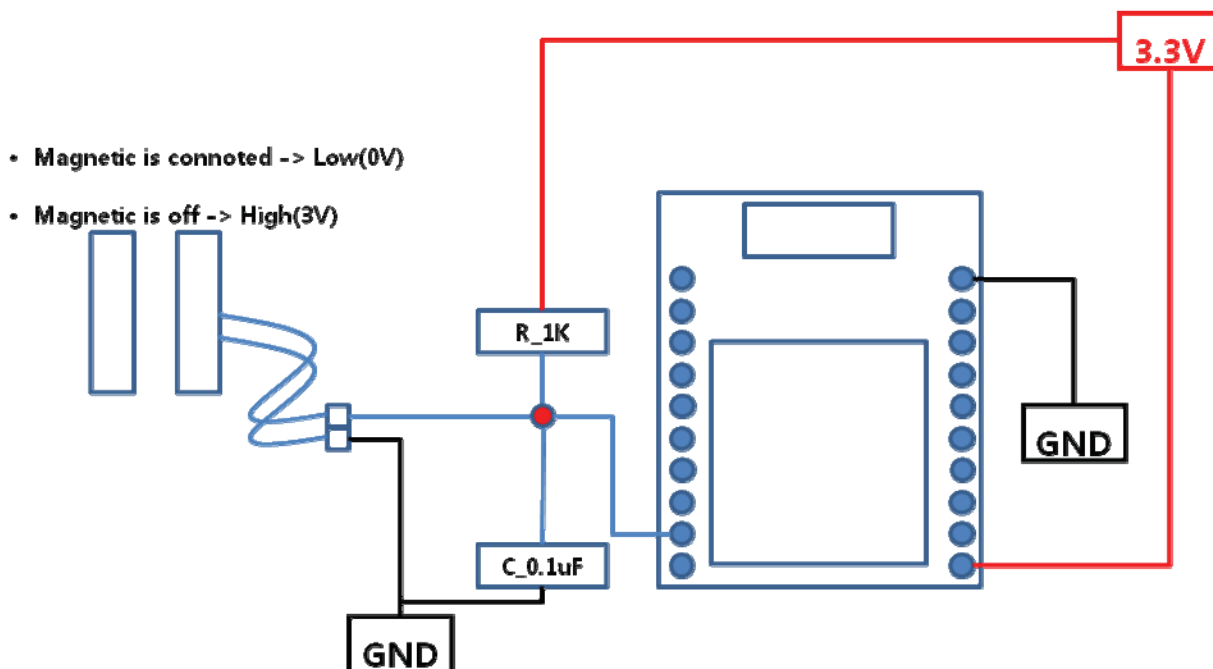 3.3V
• Magnetic is connoted -> Low(0V)
• Magnetic is off -> High(3V)
R_1K
GND
C_0.1uF
GND